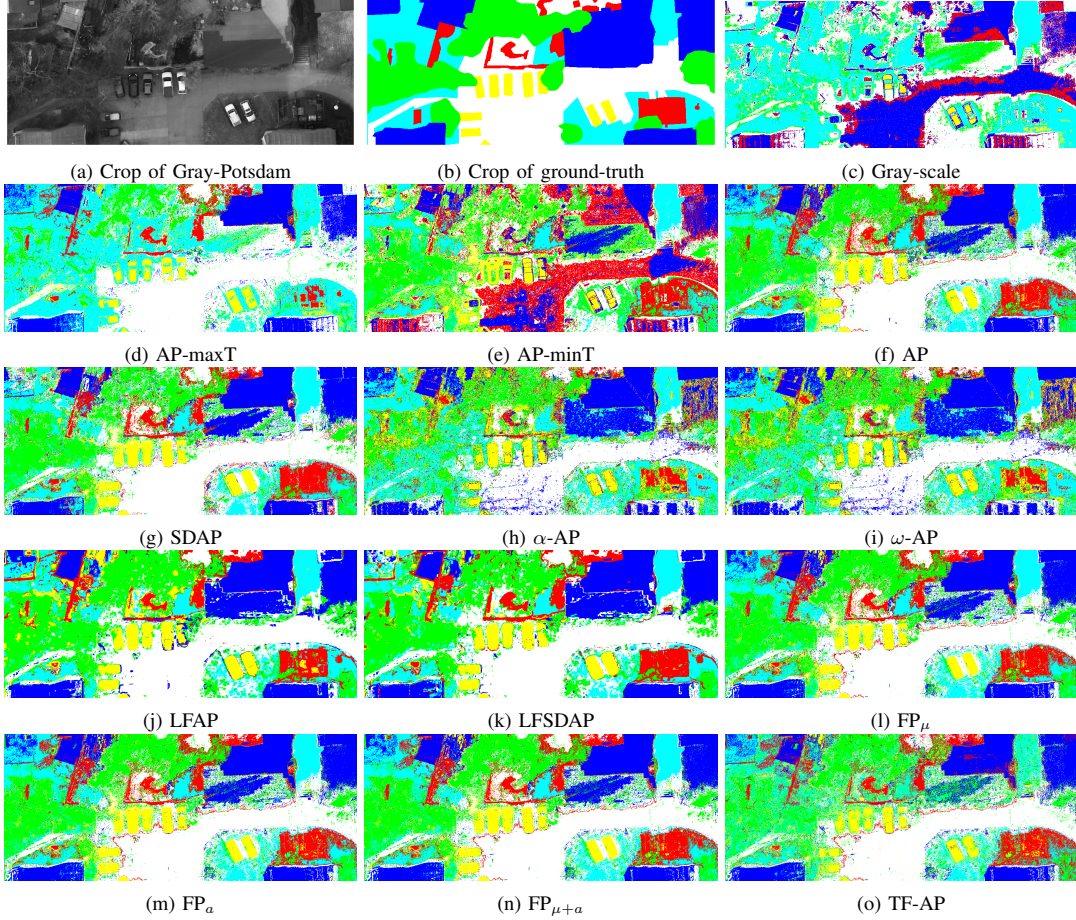 (a) Crop of Gray-Potsdam
(b) Crop of ground-truth
(c) Gray-scale
(d) AP-maxT
(e) AP-minT
(f) AP
(g) SDAP
(h) α-AP
(i) ω-AP
(j) LFAP
(k) LFSDAP
(l) FPμ
(m) FPa
(n) FPμ+a
(o) TF-AP